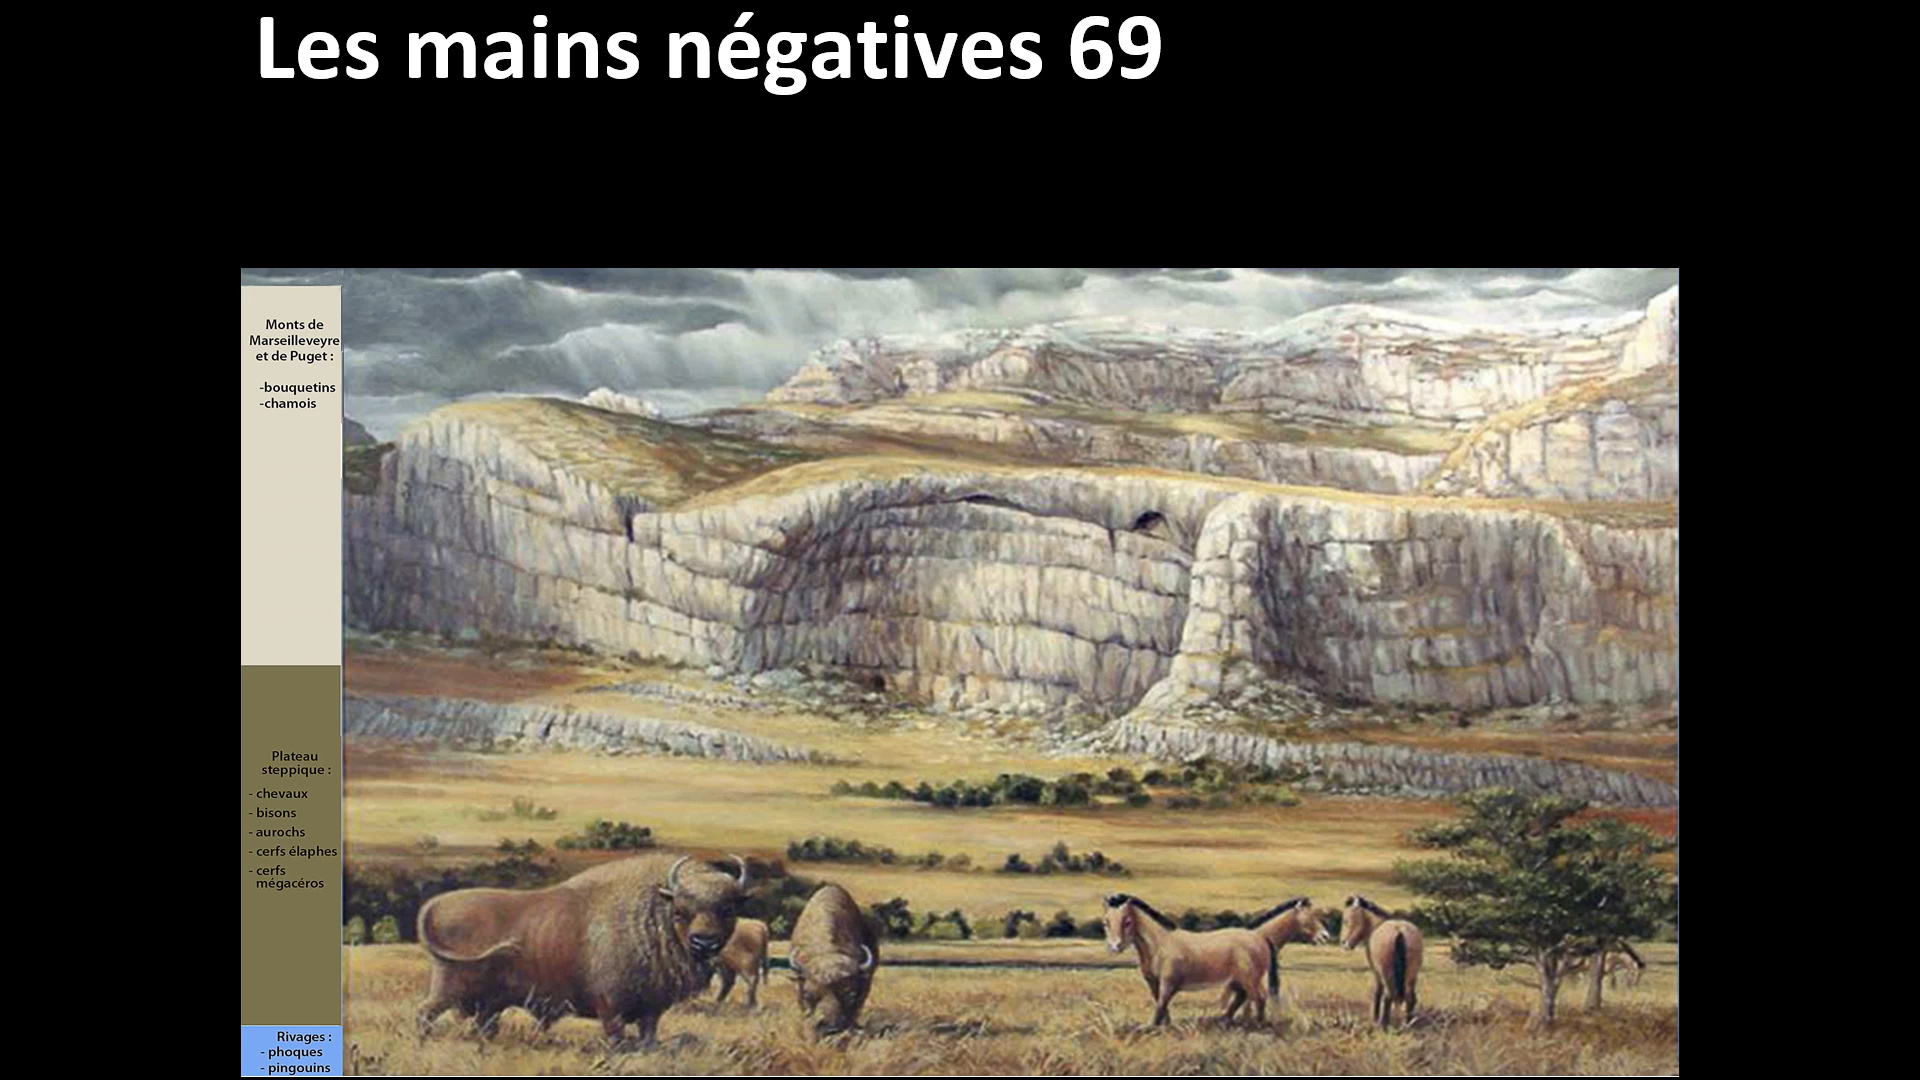 Les mains négatives 69
Monts de
Marseilleveyre
et de Puget :
-bouquetins
-chamois
Plateau
steppique :
- chevaux
- bisons
- aurochs
- cerfs élaphes
- cerfs
mégacéros
Rivages :
- phoques
- pingouins